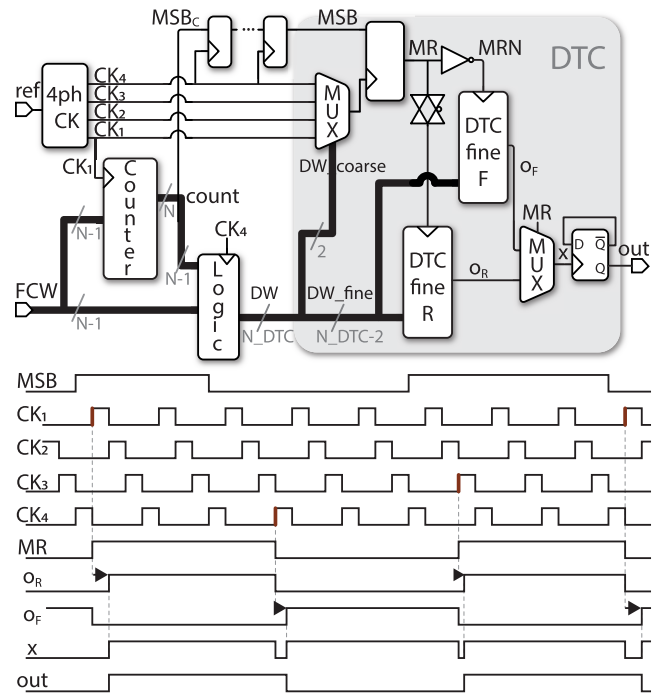 MSB_C
MSB
MR
MRN
DTC
ref
4ph
CK
CK₄
CK₃
CK₂
CK₁
MUX
DTC
fine
F
CK₁
Counter
N
count
DW_coarse
O_F
N-1
CK₄
2
MR
MUX
D
Q
Q
x
out
FCW
N-1
N-1
Logic
DW
N_DTC
DW_fine
N_DTC-2
DTC
fine
R
O_R
MSB
CK₁
CK₂
CK₃
CK₄
MR
O_R
O_F
x
out